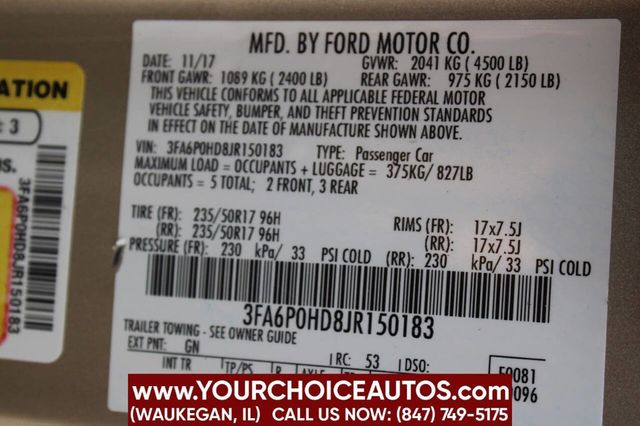 MFD. BY FORD MOTOR CO.
DATE: 11/17 GVWR: 2041 KG ( 4500 LB)
FRONT GAWR: 1089 KG ( 2400 LB) REAR GAWR: 975 KG ( 2150 LB)
THIS VEHICLE CONFORMS TO ALL APPLICABLE FEDERAL MOTOR
VEHICLE SAFETY, BUMPER, AND THEFT PREVENTION STANDARDS
IN EFFECT ON THE DATE OF MANUFACTURE SHOWN ABOVE.
VIN: 3FA6P0HD8JR150183 TYPE: Passenger Car
MAXIMUM LOAD = OCCUPANTS + LUGGAGE = 375KG/ 827LB
OCCUPANTS = 5 TOTAL; 2 FRONT, 3 REAR
TIRE (FR): 235/50R17 96H RIMS (FR): 17x7.5J
(RR): 235/50R17 96H (RR): 17x7.5J
PRESSURE (FR): 230 kPa/ 33 PSI COLD (RR): 230 kPa/33 PSI COLD
3FA6P0HD8JR150183
TRAILER TOWING - SEE OWNER GUIDE
EXT PNT: GN RC: 53 DSO:
INT TR TP/PS R
F0081
0096
ATION
: 3
3FA6P0HD8JR150183
www.YOURCHOICEAUTOS.COM
(WAUKEGAN, IL) CALL US NOW: (847) 749-5175